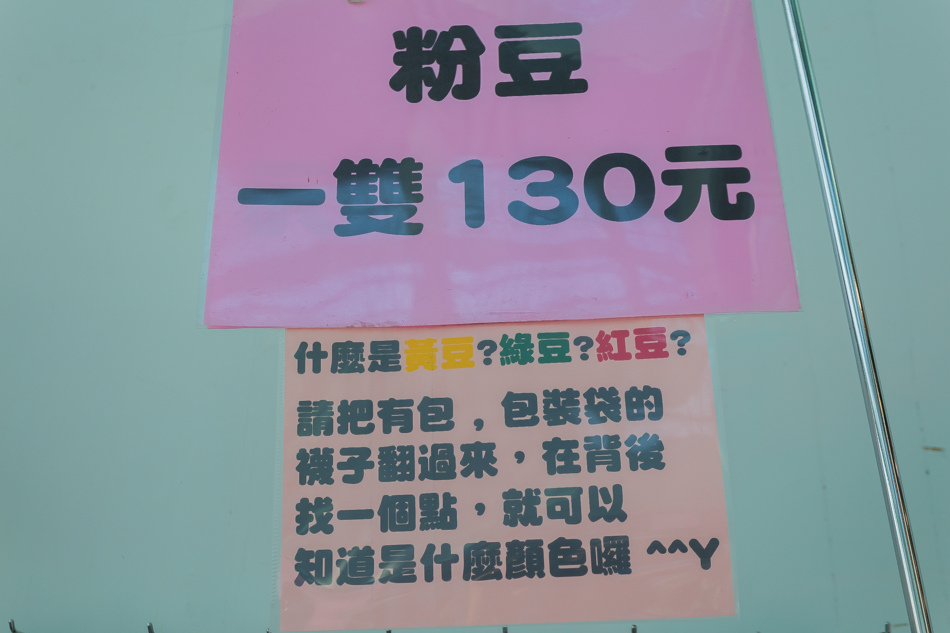 粉豆
一雙130元
什麼是黃豆?綠豆?紅豆?
請把有包,包裝袋的
襪子翻過來,在背後
找一個點,就可以
知道是什麼顏色囉 ^^Y